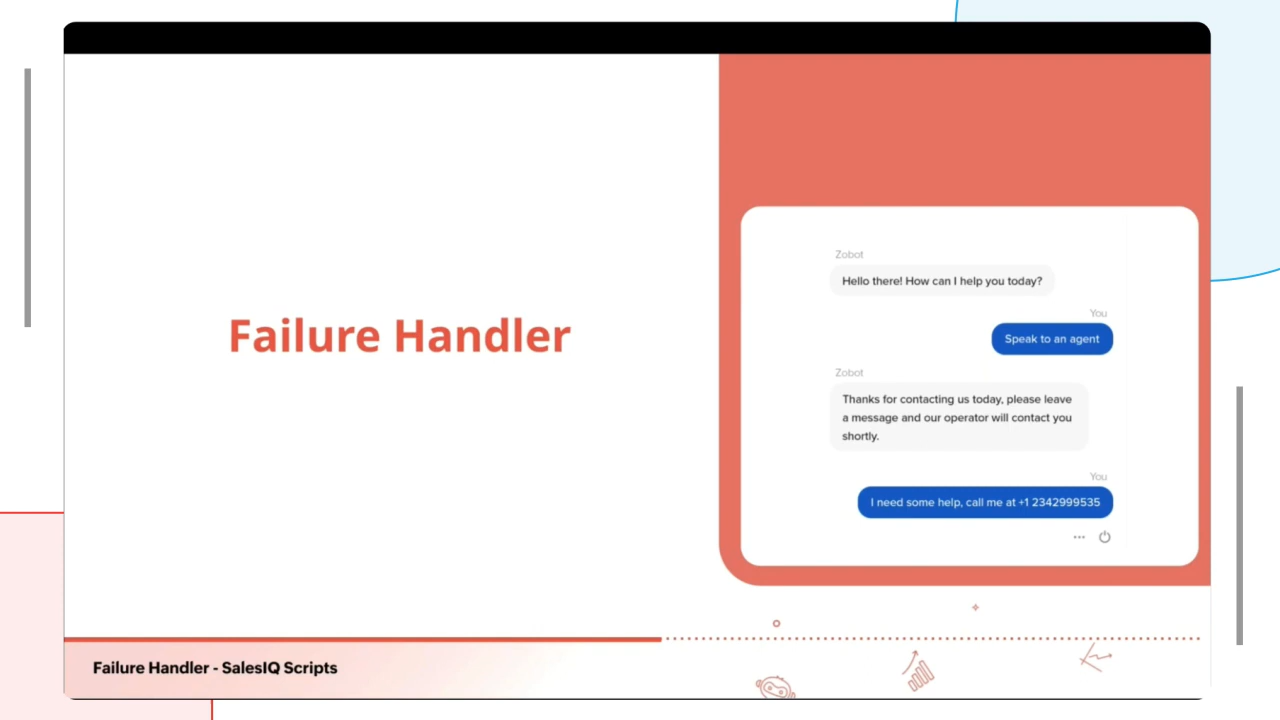 Failure Handler
Zobot
Hello there! How can I help you today?
You
Speak to an agent
Zobot
Thanks for contacting us today, please leave
a message and our operator will contact you
shortly.
You
I need some help, call me at +1 2342999535
Failure Handler - SalesIQ Scripts